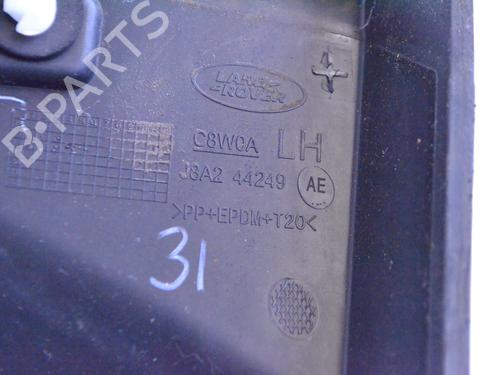 B-PARTS
LAND
ROVER
C8WCA LH
J8A2 44249 AE
>PP+EPDM+T20<
31